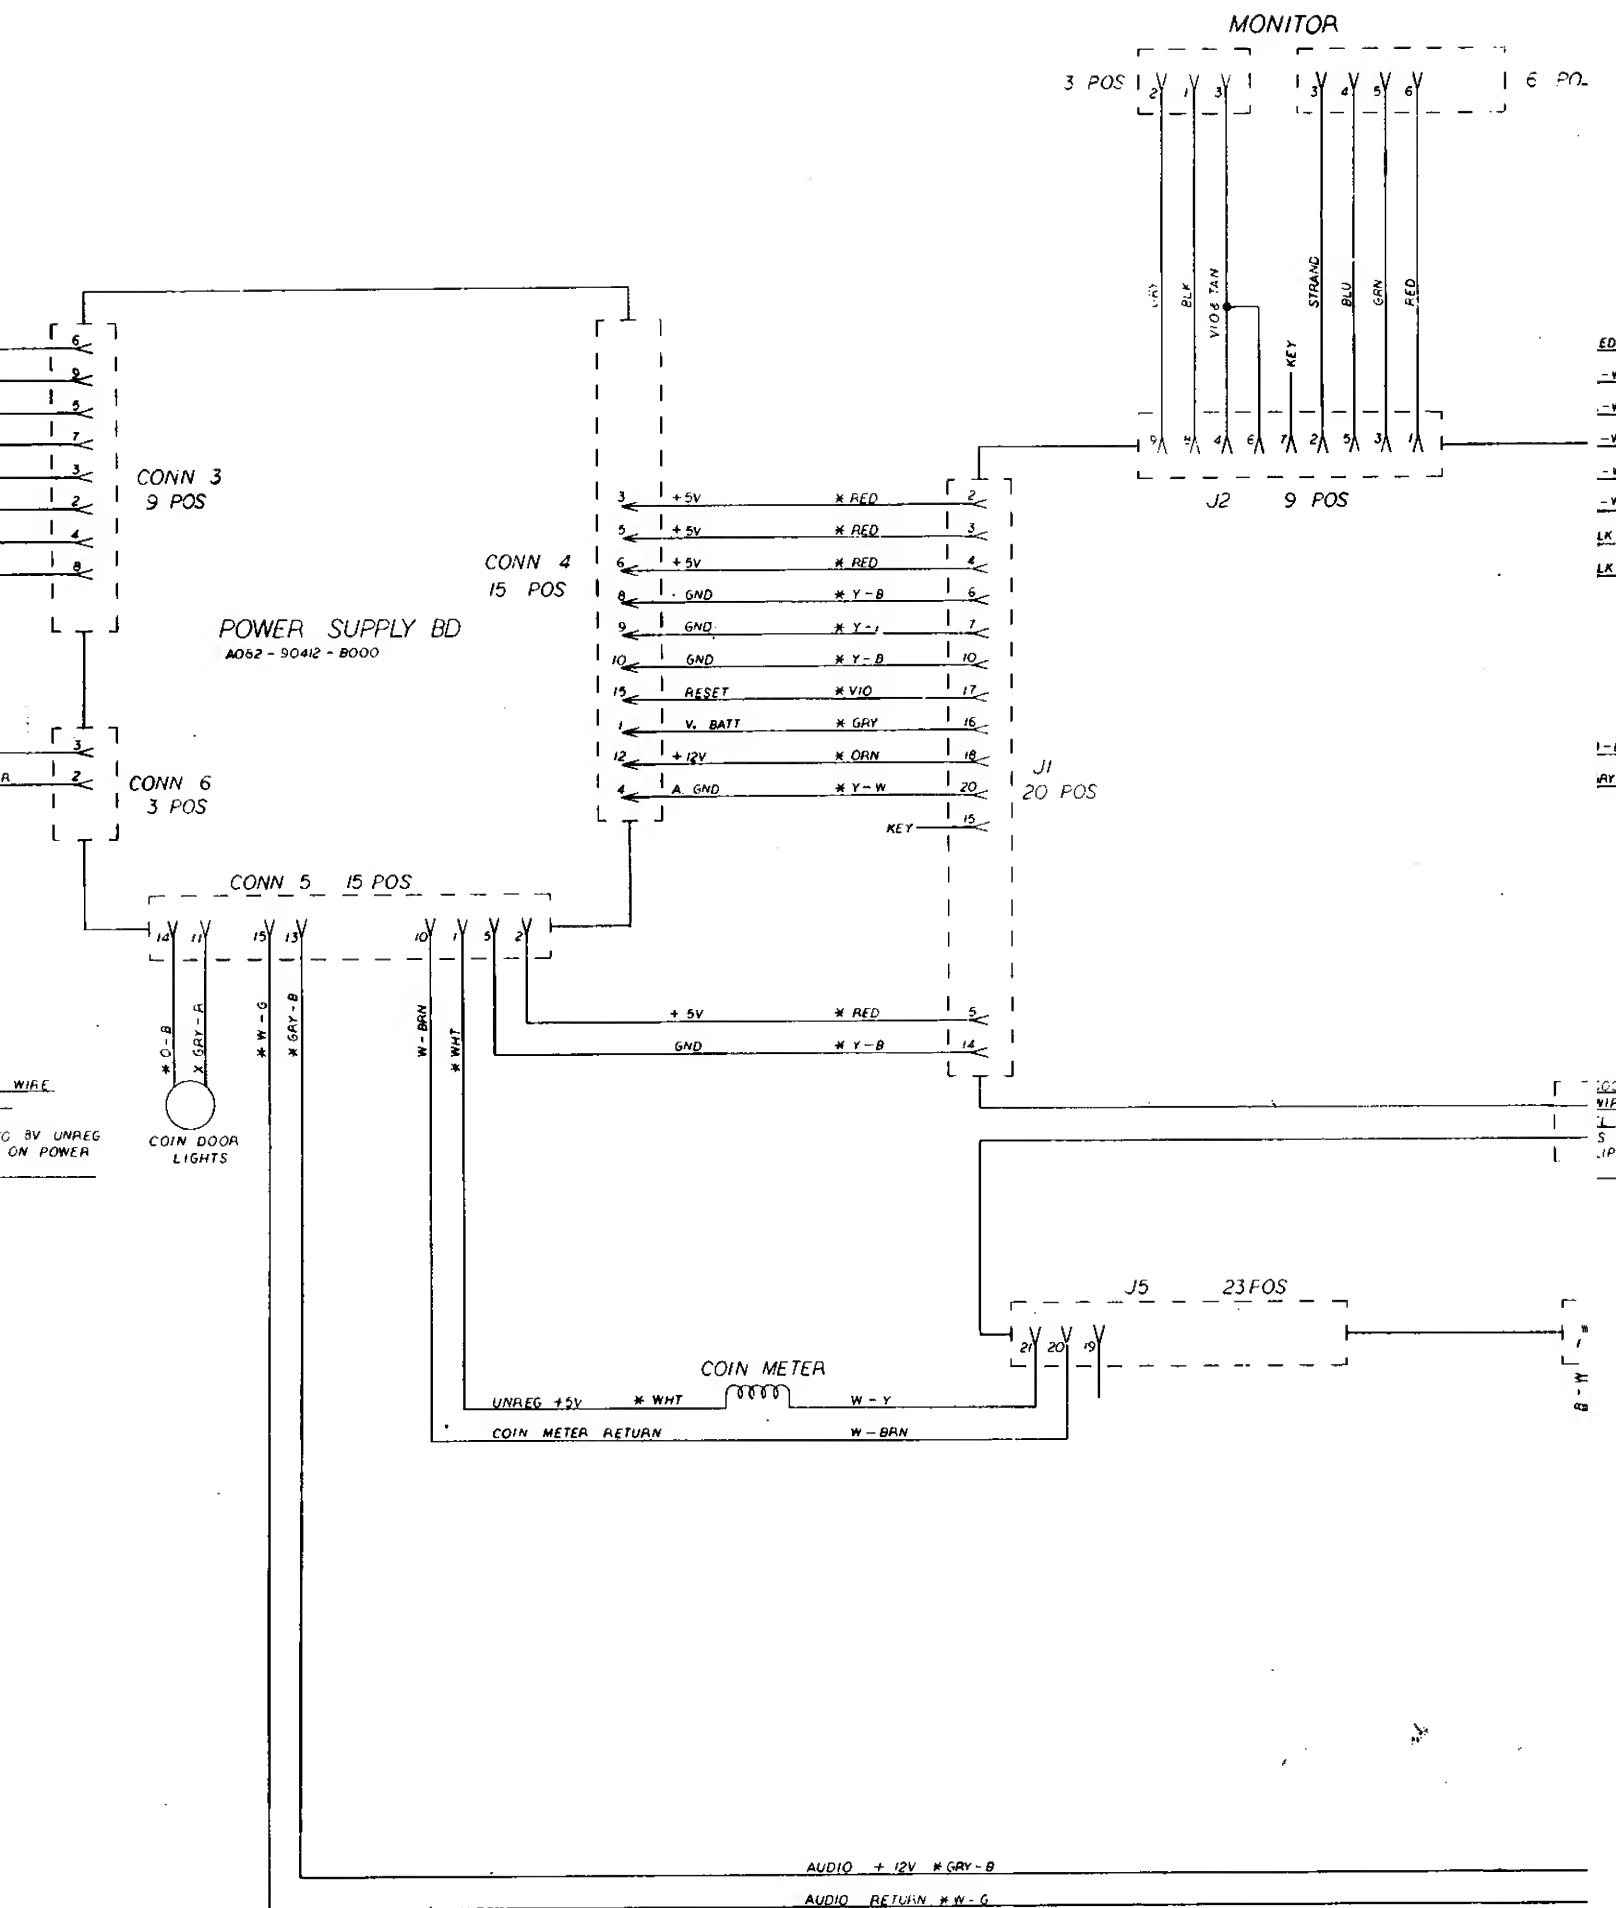 MONITOR
3 POS
2 1 3
3 4 5 6
6
BLK
VIO & TAN
STRAND
BLU
GRN
RED
KEY
9 4 6 7 2 5 3 1
J2 9 POS
6
9
5
7
3
2
4
8
CONN 3
9 POS
POWER SUPPLY BD
A082-90412-B000
CONN 4
15 POS
3 +5V * RED 2
5 +5V * RED 3
6 +5V * RED 4
8 GND * Y-B 6
9 GND 7
10 GND * Y-B 10
15 RESET * VIO 17
1 V. BATT * GRY 16
12 +12V * ORN 18
4 A. GND * Y-W 20
KEY 15
J1
20 POS
3
R 2
CONN 6
3 POS
CONN 5 15 POS
14 11 15 13 10 1 5 2
* O-B
* GRY-R
* W-G
* GRY-B
W-BRN
* WHT
+5V * RED 5
GND * Y-B 14
WIRE
8V UNREG
ON POWER
COIN DOOR
LIGHTS
J5 23 POS
21 20 19
COIN METER
UNREG +5V * WHT W-Y
COIN METER RETURN W-BRN
1
B-W
AUDIO +12V * GRY-B
AUDIO RETURN * W-G